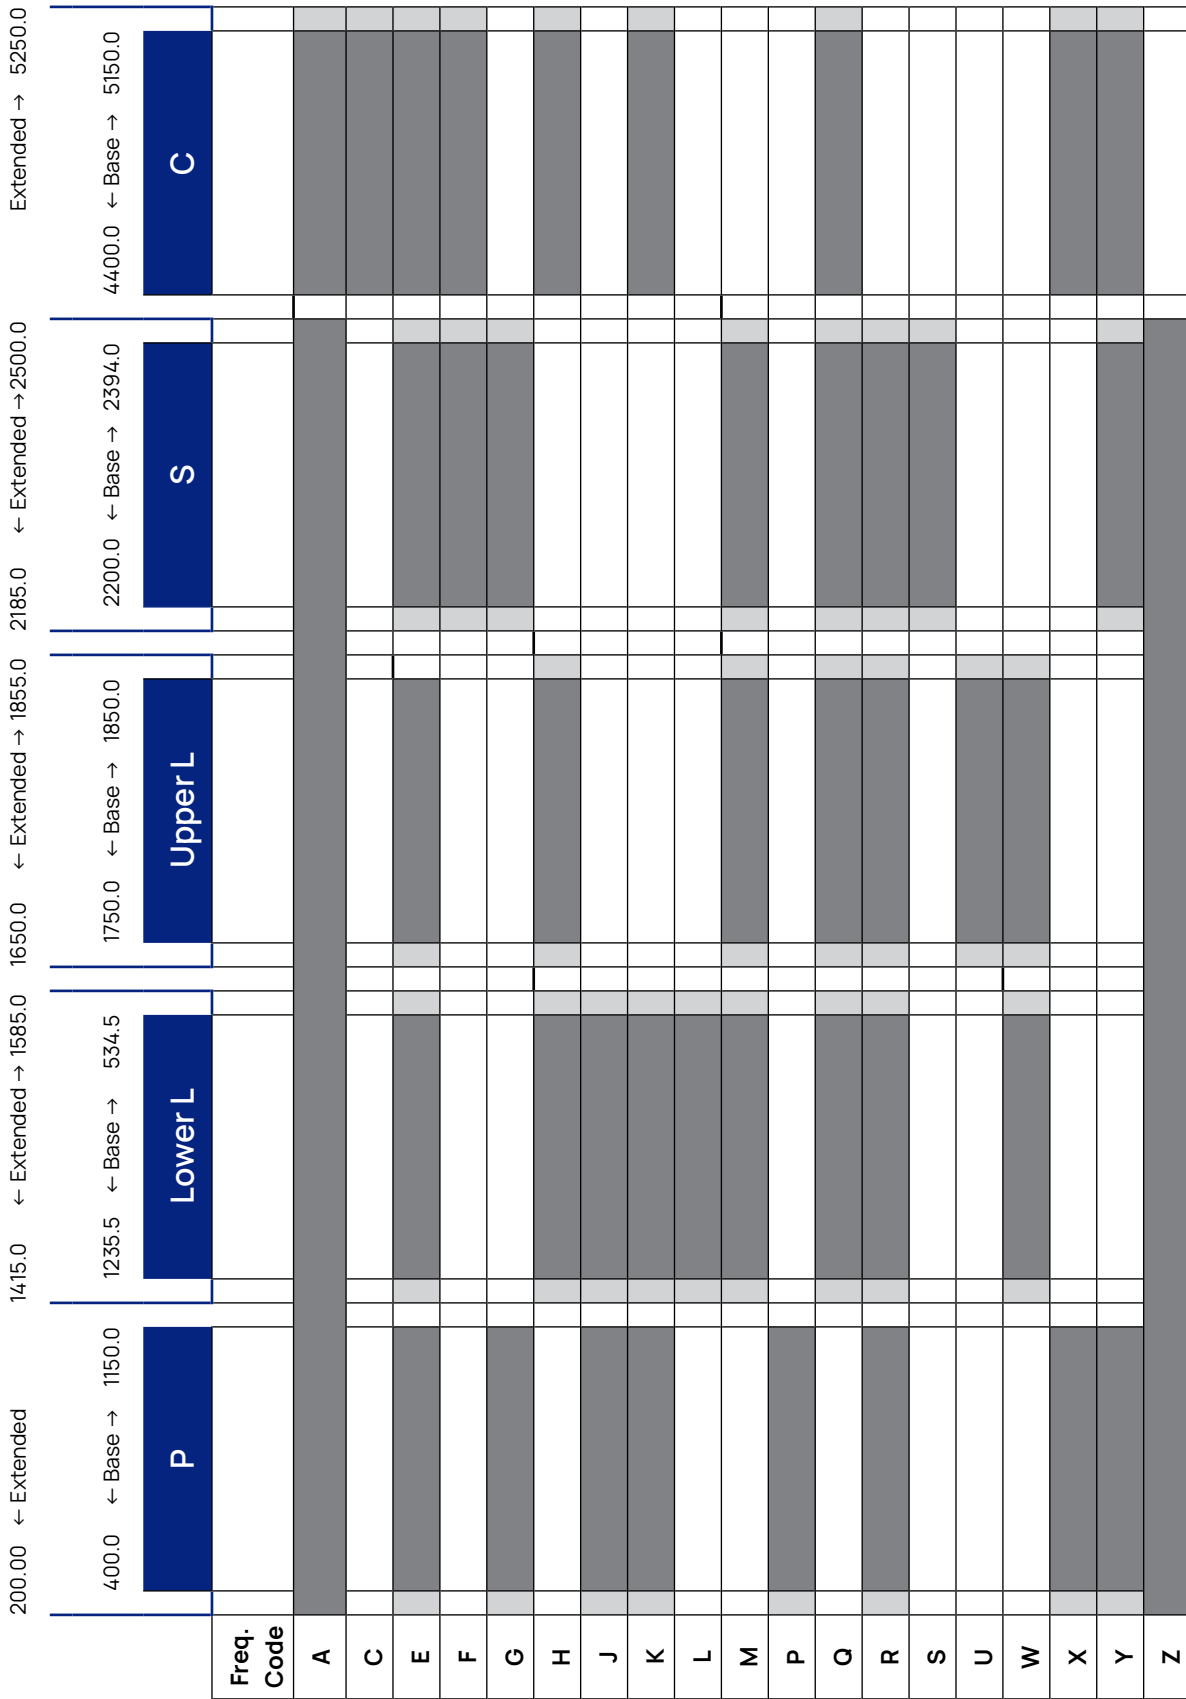 200.00 ← Extended 1415.0 ← Extended → 1585.0 1650.0 ← Extended → 1855.0 2185.0 ← Extended →2500.0 Extended → 5250.0
400.0 ← Base → 1150.0 1235.5 ← Base → 534.5 1750.0 ← Base → 1850.0 2200.0 ← Base → 2394.0 4400.0 ← Base → 5150.0
P Lower L Upper L S C
Freq.
Code
A
C
E
F
G
H
J
K
L
M
P
Q
R
S
U
W
X
Y
Z